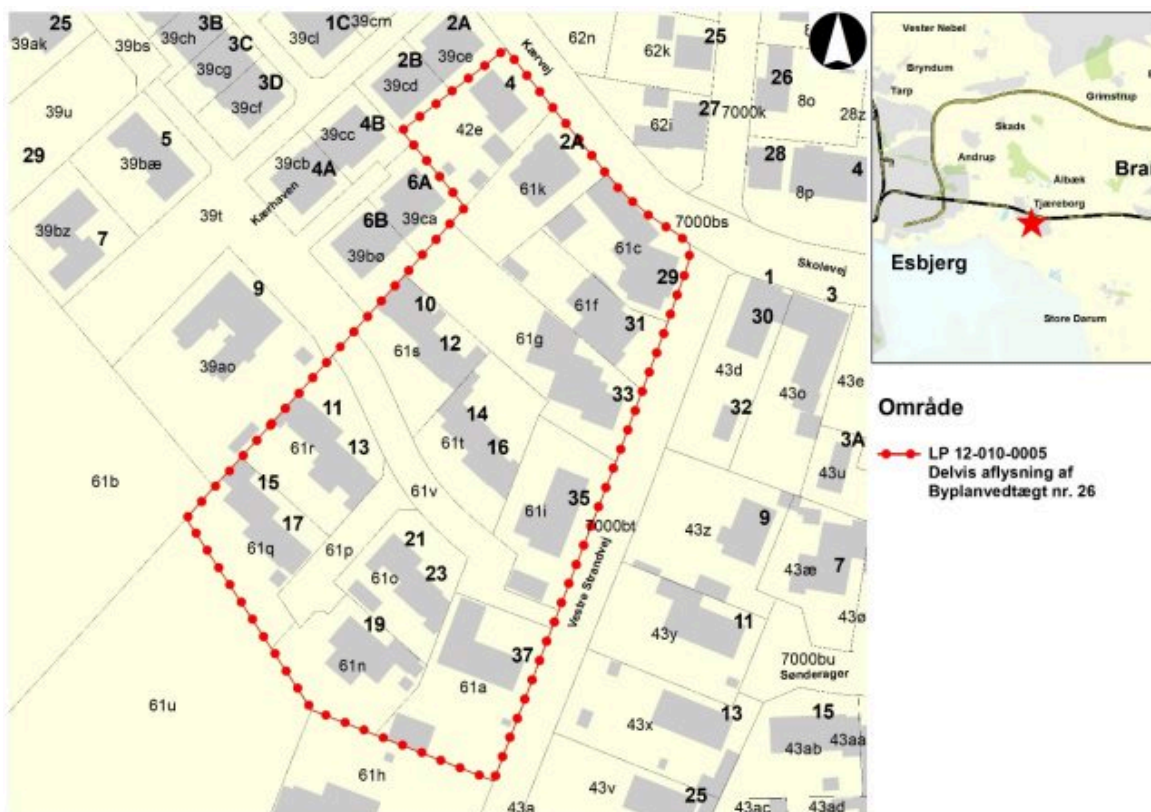 25
39ak
39bs
3B
39ch
3C
39cg
3D
39cf
1C
39cm
39cl
2A
39ce
2B
39cd
4
42e
Kærvej
62n
25
62k
26
8o
28z
27
62i
7000k
28
8p
4
39u
29
5
39bæ
4B
39cc
39cb
4A
Kærhaven
39t
6A
39ca
6B
39bø
39bz
7
2A
61k
7000bs
61c
29
Skolevej
1
3
30
9
39ao
10
61s
12
61f
31
61g
33
43d
43o
43e
32
3A
43u
11
61r
13
14
61t
16
61b
15
17
61q
61v
35
61i
7000bt
Vestre Strandvej
43z
9
43æ
7
43ø
61p
21
61o
23
19
61n
37
61a
43y
11
7000bu
Sønderager
61u
61h
43x
13
15
43ab
43aa
43v
25
43a
43ac
43ad
Vester Nebel
Bryndum
Tarp
Grimstrup
Skads
Andrup
Ålbæk
Tjæreborg
Esbjerg
Store Darum
Område
LP 12-010-0005
Delvis aflysning af
Byplanvedtægt nr. 26